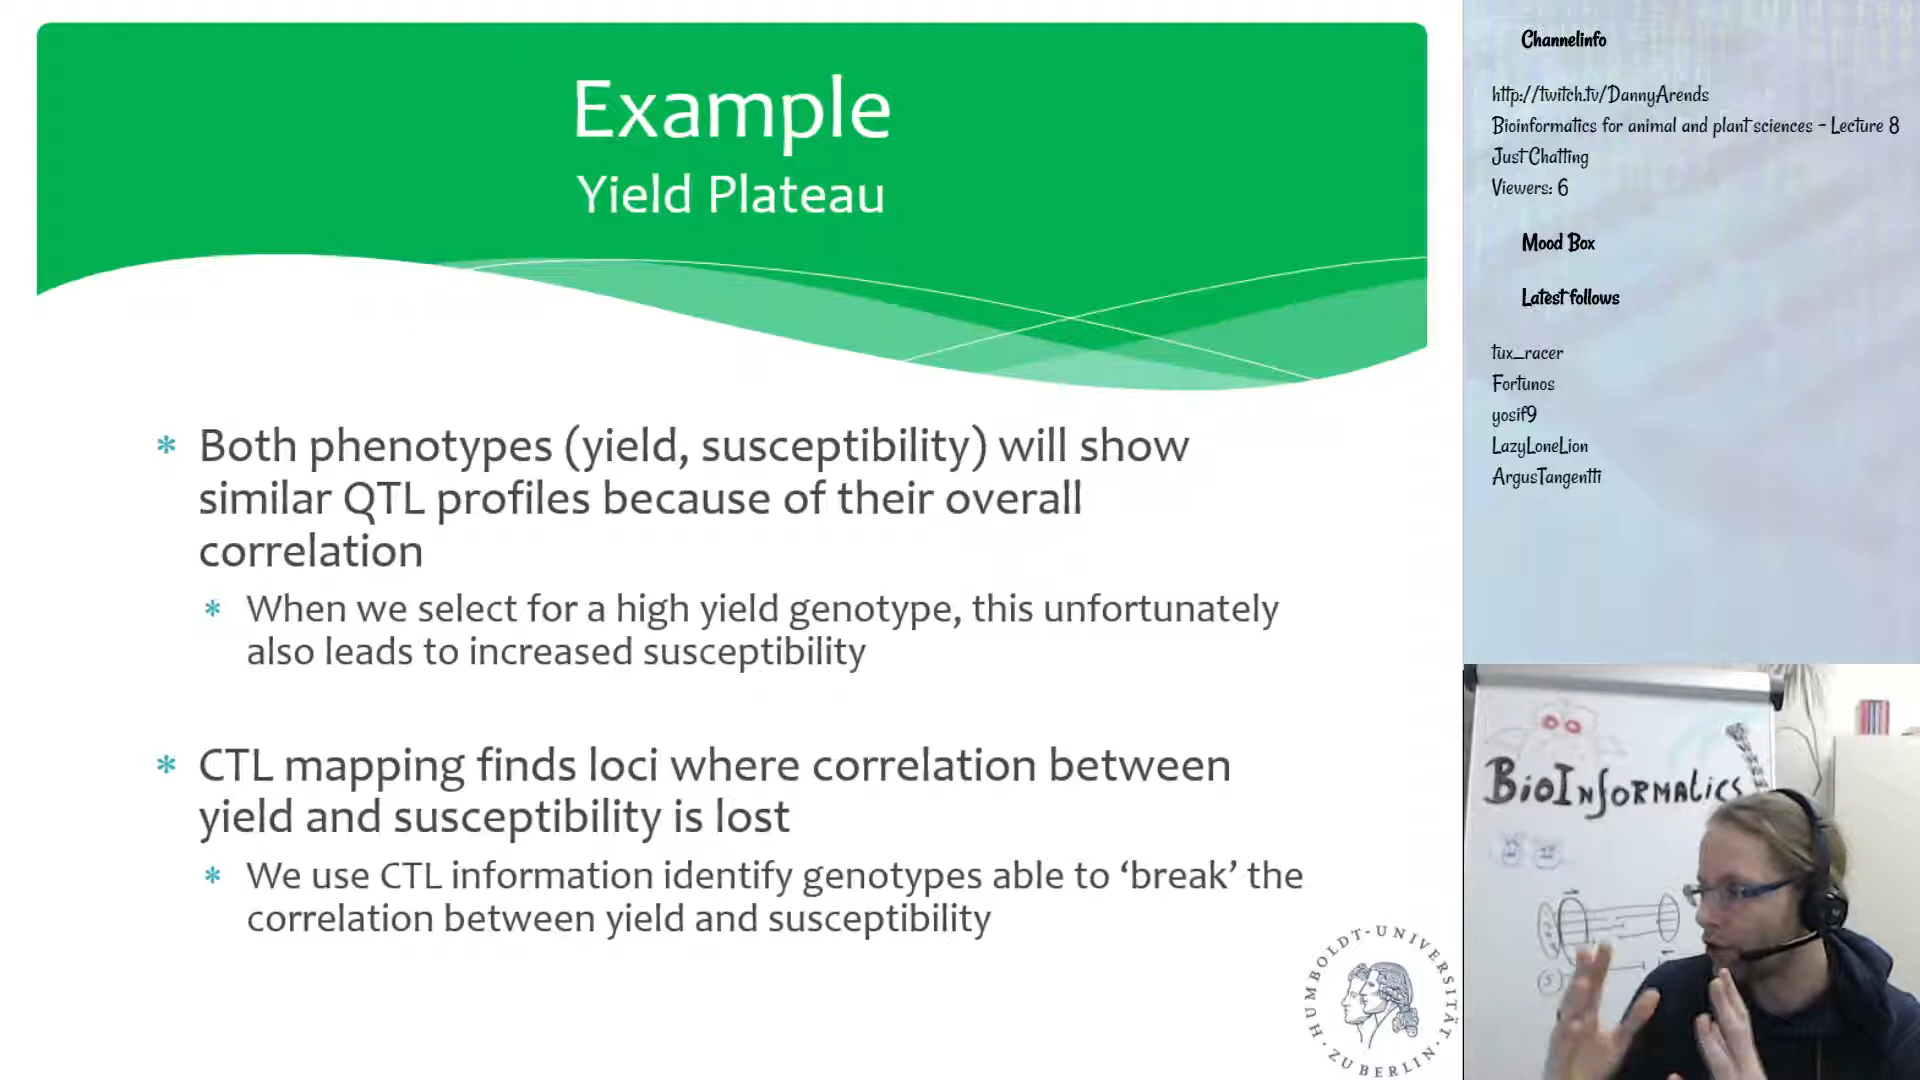 Example
Yield Plateau
* Both phenotypes (yield, susceptibility) will show
similar QTL profiles because of their overall
correlation
* When we select for a high yield genotype, this unfortunately
also leads to increased susceptibility
* CTL mapping finds loci where correlation between
yield and susceptibility is lost
* We use CTL information identify genotypes able to ‘break’ the
correlation between yield and susceptibility
HUMBOLDT-UNIVERSITÄT
ZU BERLIN
Channelinfo
http://twitch.tv/DannyArends
Bioinformatics for animal and plant sciences - Lecture 8
Just Chatting
Viewers: 6
Mood Box
Latest follows
tux_racer
Fortunos
yosif9
LazyLoneLion
ArgusTangentti
BioInformatics